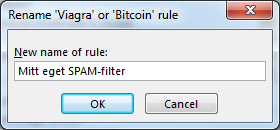 Rename 'Viagra' or 'Bitcoin' rule
New name of rule:
Mitt eget SPAM-filter
OK
Cancel